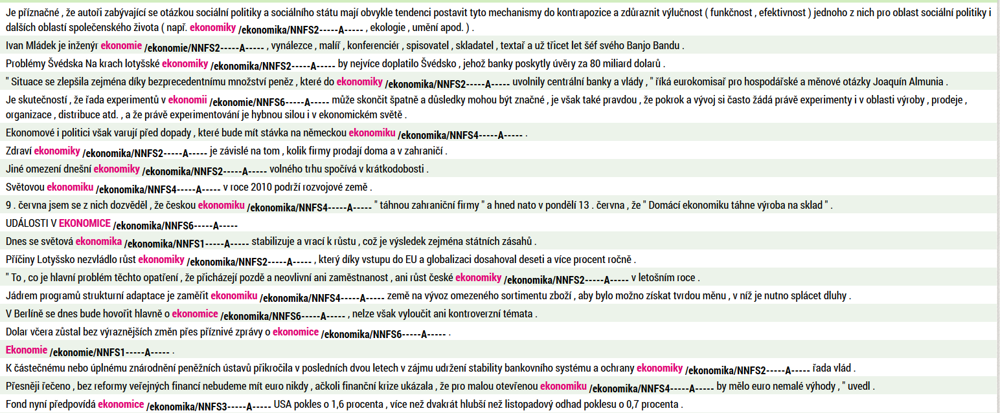 Je příznačné , že autoři zabývající se otázkou sociální politiky a sociálního státu mají obvykle tendenci postavit tyto mechanismy do kontrapozice a zdůraznit výlučnost ( funkčnost , efektivnost ) jednoho z nich pro oblast sociální politiky i
dalších oblastí společenského života ( např. ekonomiky /ekonomika/NNFS2-----A----- , ekologie , umění apod. ) .
Ivan Mládek je inženýr ekonomie /ekonomie/NNFS2-----A----- , vynálezce , malíř , konferenciér , spisovatel , skladatel , textař a už třicet let šéf svého Banjo Bandu .
Problémy Švédska Na krach lotyšské ekonomiky /ekonomika/NNFS2-----A----- by nejvíce doplatilo Švédsko , jehož banky poskytly úvěry za 80 miliard dolarů .
" Situace se zlepšila zejména díky bezprecedentnímu množství peněz , které do ekonomiky /ekonomika/NNFS2-----A----- uvolnily centrální banky a vlády , " říká eurokomisař pro hospodářské a měnové otázky Joaquín Almunia .
Je skutečností , že řada experimentů v ekonomii /ekonomie/NNFS6-----A----- může skončit špatně a důsledky mohou být značné , je však také pravdou , že pokrok a vývoj si často žádá právě experimenty i v oblasti výroby , prodeje ,
organizace , distribuce atd. , a že právě experimentování je hybnou silou i v ekonomickém světě .
Ekonomové i politici však varují před dopady , které bude mít stávka na německou ekonomiku /ekonomika/NNFS4-----A----- .
Zdraví ekonomiky /ekonomika/NNFS2-----A----- je závislé na tom , kolik firmy prodají doma a v zahraničí .
Jiné omezení dnešní ekonomiky /ekonomika/NNFS2-----A----- volného trhu spočívá v krátkodobosti .
Světovou ekonomiku /ekonomika/NNFS4-----A----- v roce 2010 podrží rozvojové země .
9 . června jsem se z nich dozvěděl , že českou ekonomiku /ekonomika/NNFS4-----A----- " táhnou zahraniční firmy " a hned nato v pondělí 13 . června , že " Domácí ekonomiku táhne výroba na sklad " .
UDÁLOSTI V EKONOMICE /ekonomika/NNFS6-----A-----
Dnes se světová ekonomika /ekonomika/NNFS1-----A----- stabilizuje a vrací k růstu , což je výsledek zejména státních zásahů .
Příčiny Lotyšsko nezvládlo růst ekonomiky /ekonomika/NNFS2-----A----- , který díky vstupu do EU a globalizaci dosahoval deseti a více procent ročně .
" To , co je hlavní problém těchto opatření , že přicházejí pozdě a neovlivní ani zaměstnanost , ani růst české ekonomiky /ekonomika/NNFS2-----A----- v letošním roce .
Jádrem programů strukturní adaptace je zaměřit ekonomiku /ekonomika/NNFS4-----A----- země na vývoz omezeného sortimentu zboží , aby bylo možno získat tvrdou měnu , v níž je nutno splácet dluhy .
V Berlíně se dnes bude hovořit hlavně o ekonomice /ekonomika/NNFS6-----A----- , nelze však vyloučit ani kontroverzní témata .
Dolar včera zůstal bez výraznějších změn přes příznivé zprávy o ekonomice /ekonomika/NNFS6-----A----- .
Ekonomie /ekonomie/NNFS1-----A----- .
K částečnému nebo úplnému znárodnění peněžních ústavů přikročila v posledních dvou letech v zájmu udržení stability bankovního systému a ochrany ekonomiky /ekonomika/NNFS2-----A----- řada vlád .
Přesněji řečeno , bez reformy veřejných financí nebudeme mít euro nikdy , ačkoli finanční krize ukázala , že pro malou otevřenou ekonomiku /ekonomika/NNFS4-----A----- by mělo euro nemalé výhody , " uvedl .
Fond nyní předpovídá ekonomice /ekonomika/NNFS3-----A----- USA pokles o 1,6 procenta , více než dvakrát hlubší než listopadový odhad poklesu o 0,7 procenta .